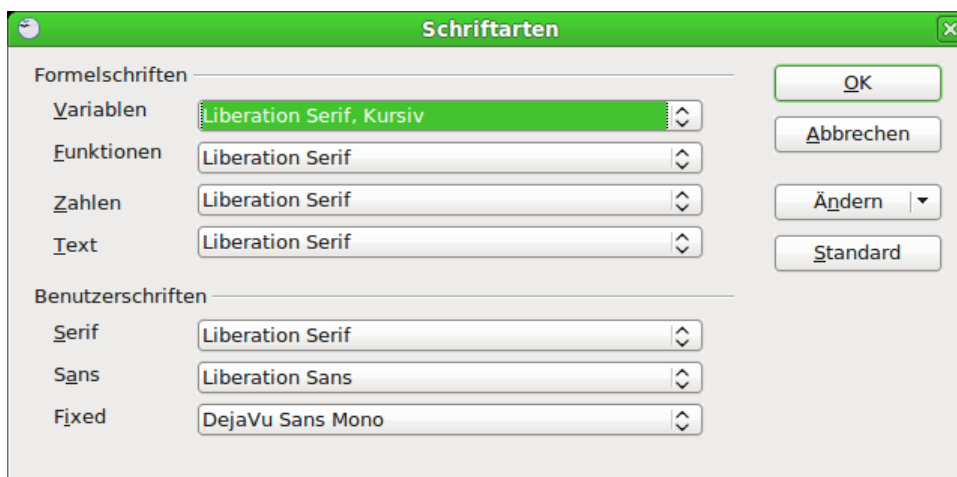 Schriftarten
Formelschriften
Variablen Liberation Serif, Kursiv
Funktionen Liberation Serif
Zahlen Liberation Serif
Text Liberation Serif
Benutzerschriften
Serif Liberation Serif
Sans Liberation Sans
Fixed DejaVu Sans Mono
OK
Abbrechen
Ändern
Standard